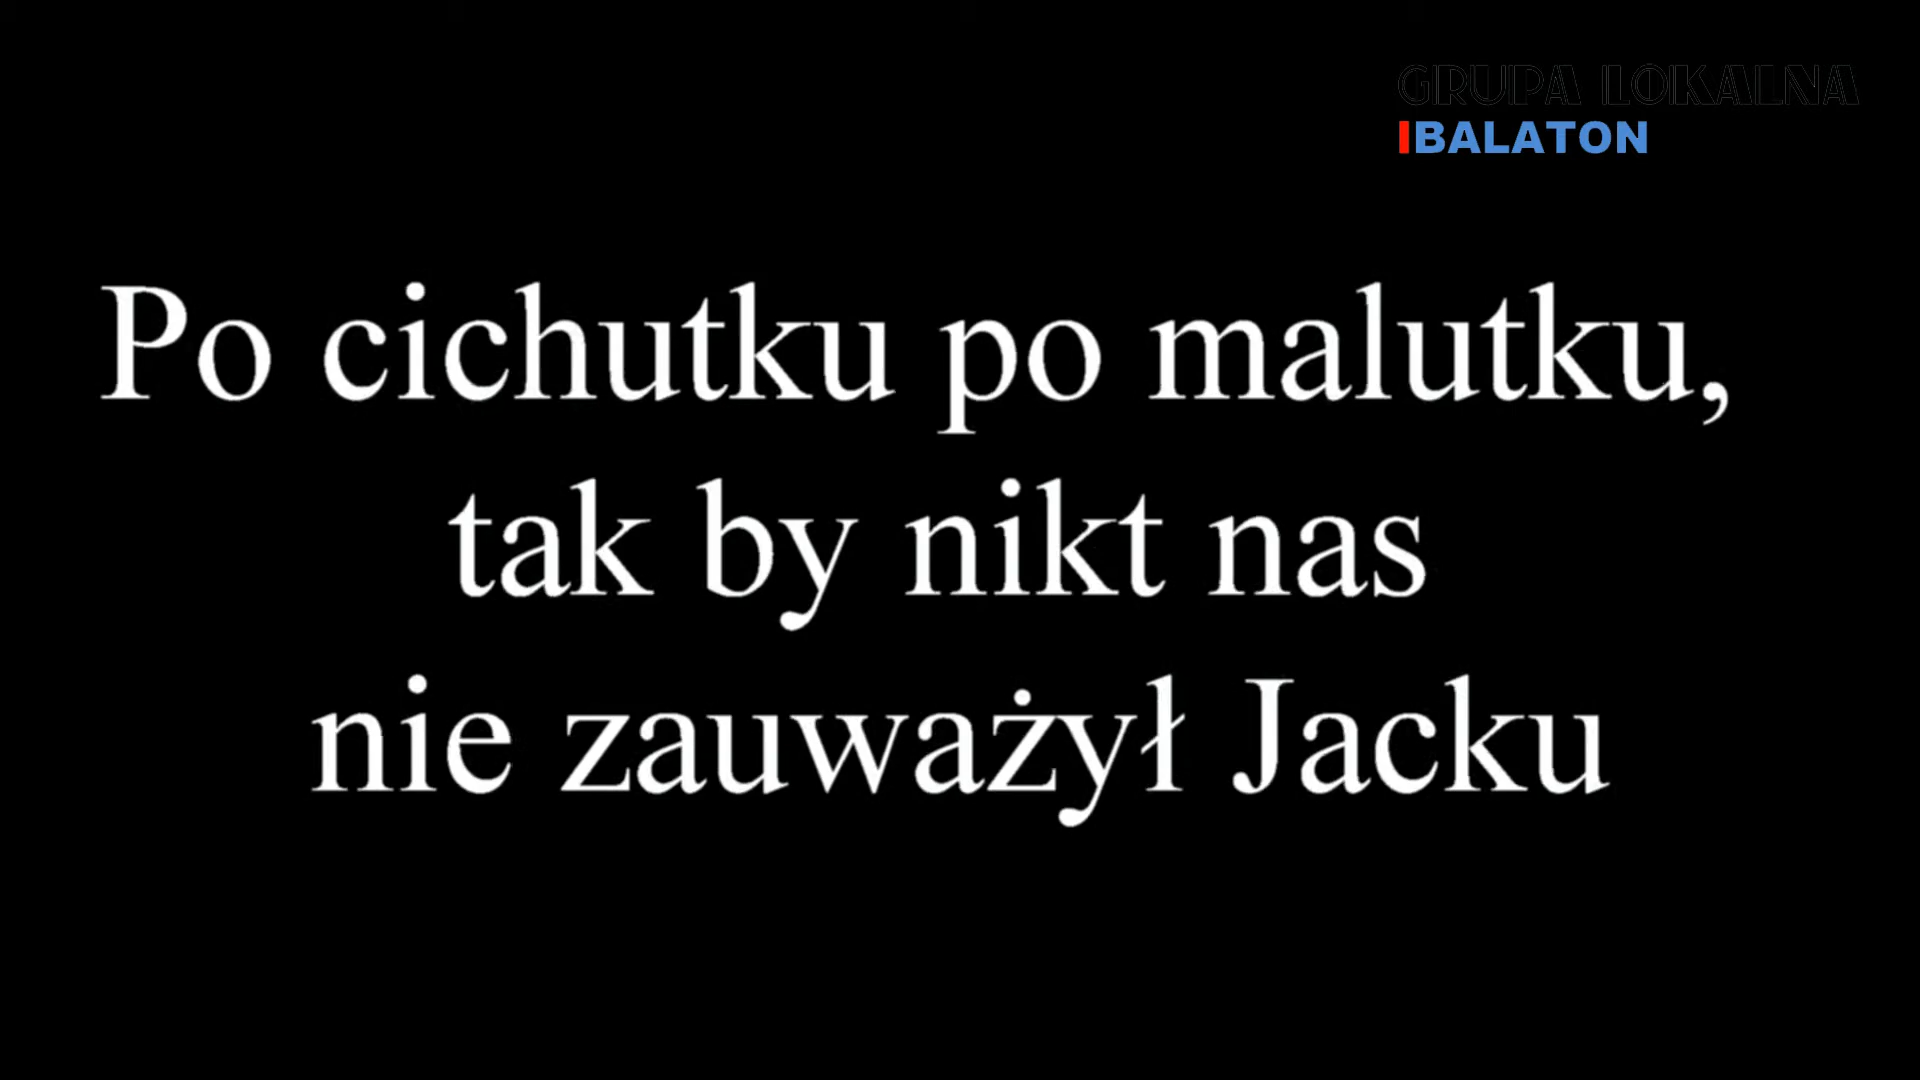 GRUPA LOKALNA
BALATON
Po cichutku po malutku,
tak by nikt nas
nie zauważył Jacku